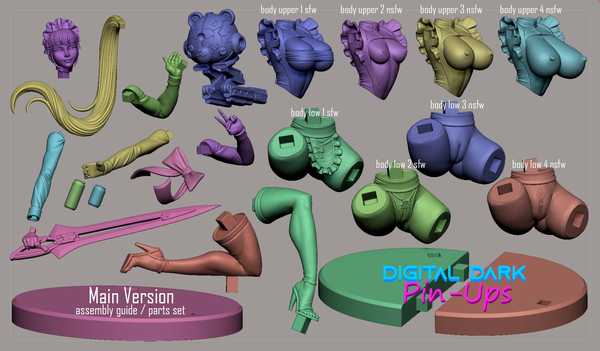 body upper 1 sfw
body upper 2 nsfw
body upper 3 nsfw
body upper 4 nsfw
body low 1 sfw
body low 3 nsfw
body low 2 sfw
body low 4 nsfw
DIGITAL DARK
Pin-Ups
Main Version
assembly guide / parts set